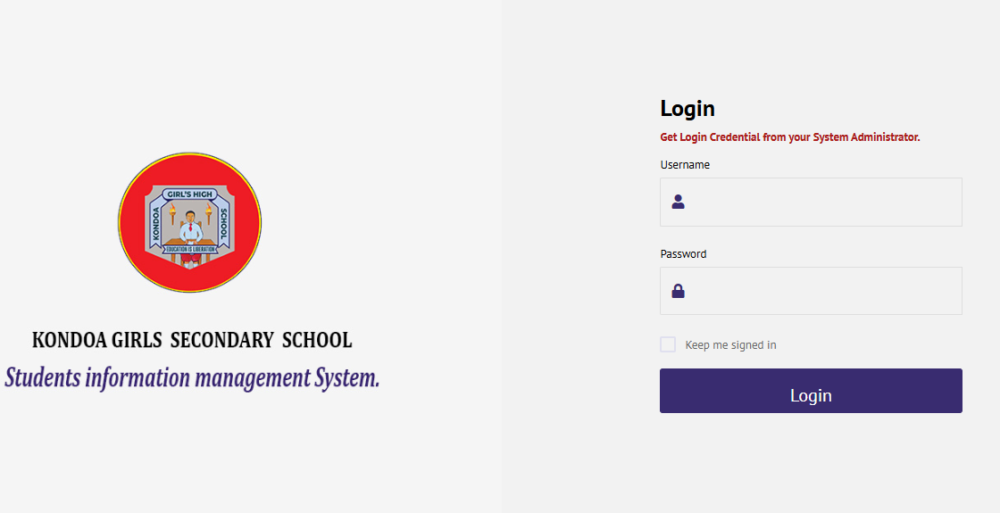 GIRL'S HIGH
KONDOA
SCHOOL
EDUCATION IS LIBERATION
KONDOA GIRLS SECONDARY SCHOOL
Students information management System.
Login
Get Login Credential from your System Administrator.
Username
Password
Keep me signed in
Login